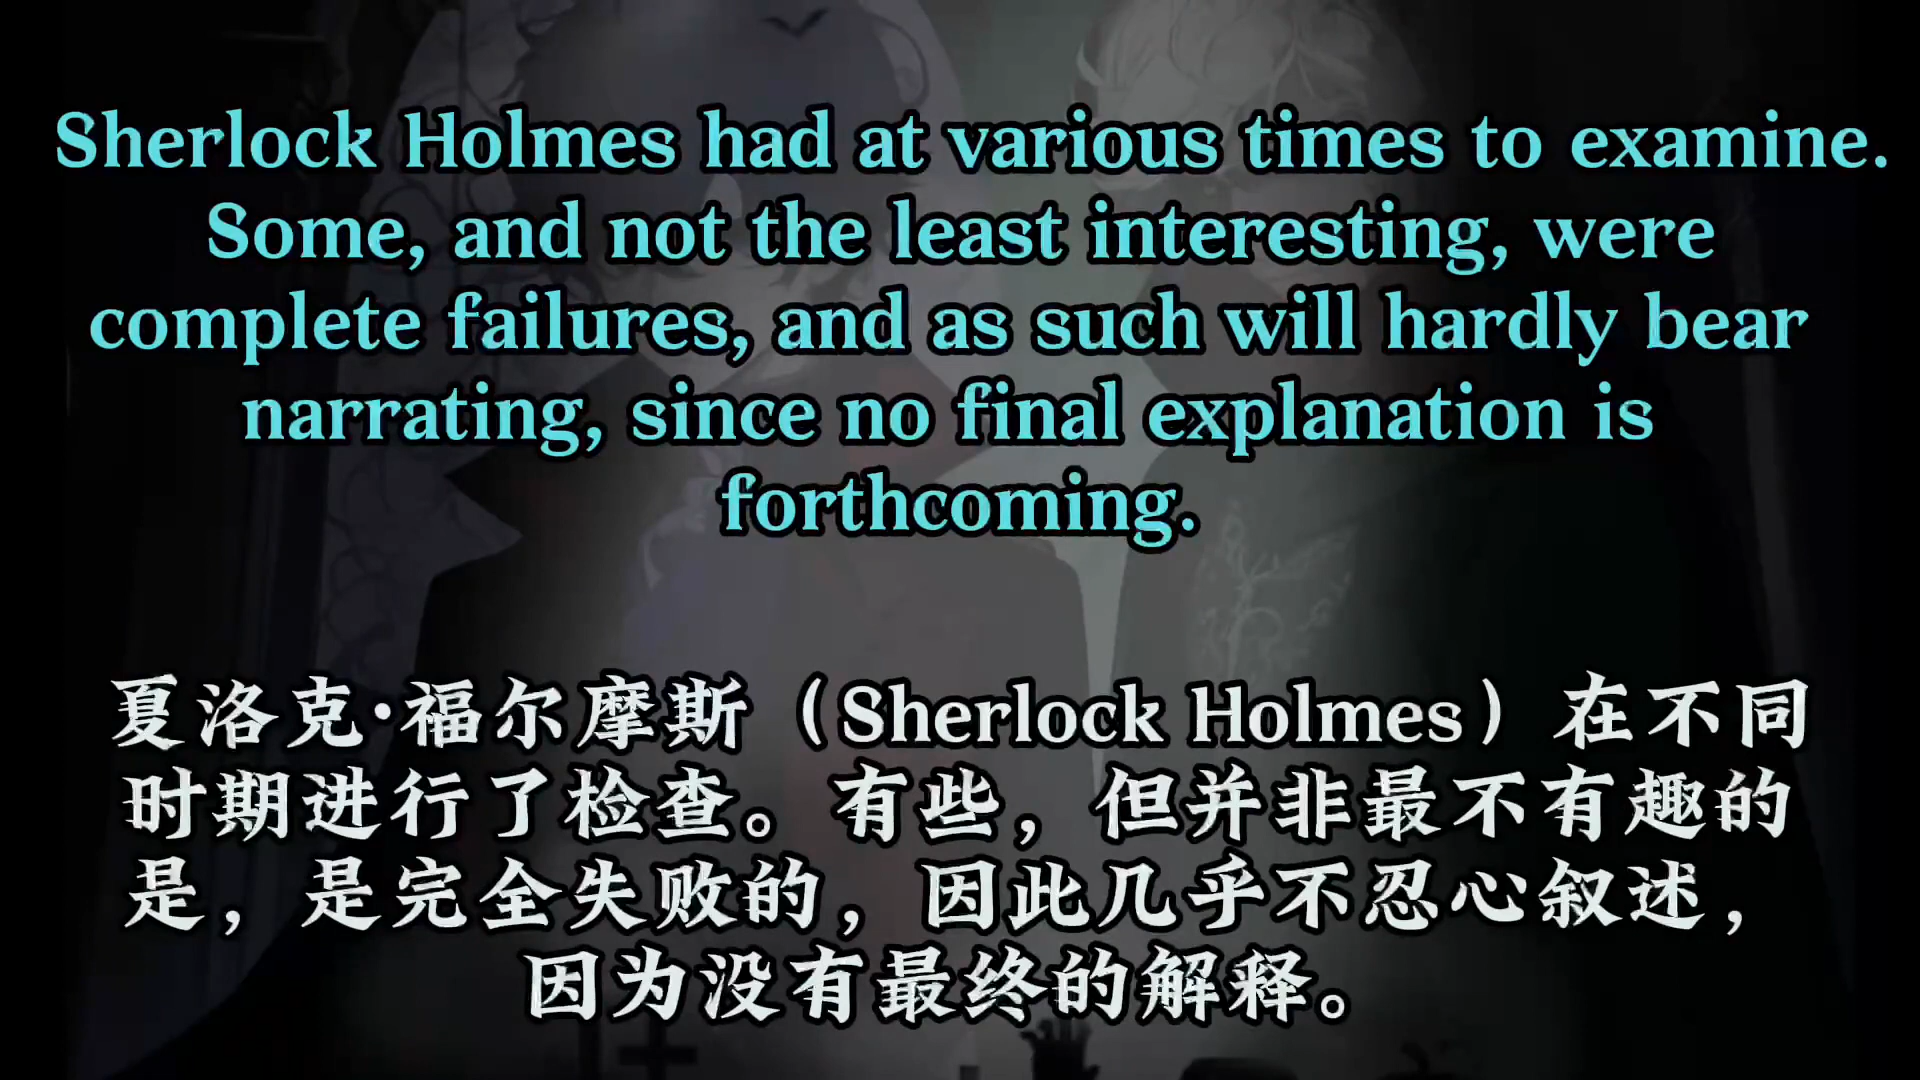 Sherlock Holmes had at various times to examine.
Some, and not the least interesting, were
complete failures, and as such will hardly bear
narrating, since no final explanation is
forthcoming.
夏洛克·福尔摩斯（Sherlock Holmes）在不同
时期进行了检查。有些，但并非最不有趣的
是，是完全失败的，因此几乎不忍心叙述，
因为没有最终的解释。